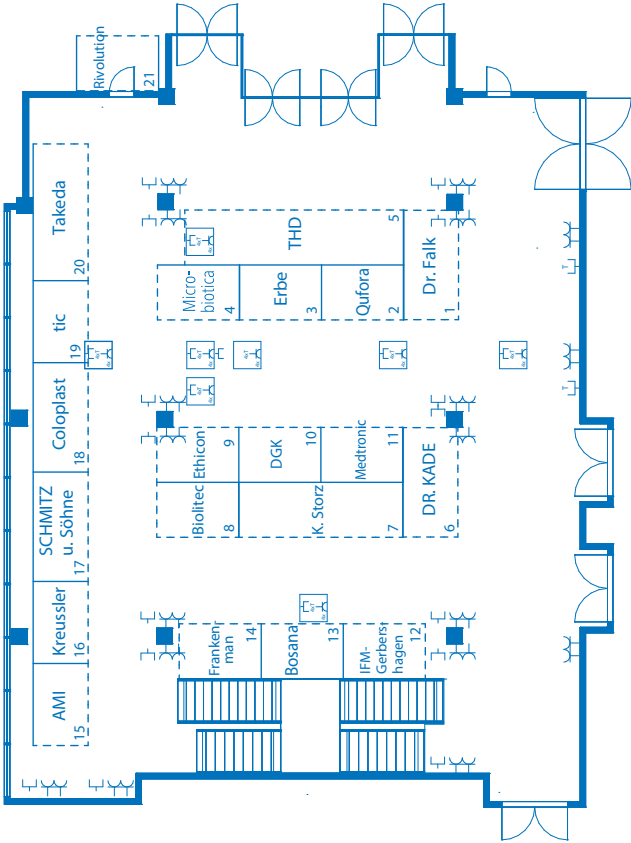 Rivolution
21
Takeda
20
tic
19
Coloplast
18
SCHMITZ
u. Söhne
17
Kreussler
16
AMI
15
THD
5
Micro-
biotica
4
Erbe
3
Qufora
2
Dr. Falk
1
Ethicon
9
DGK
10
Medtronic
11
Biolitec
8
K. Storz
7
DR. KADE
6
Franken
man
14
Bosana
13
IFM-
Gerbers
hagen
12